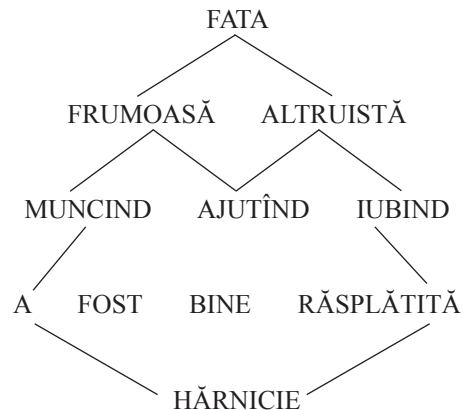 FATA
FRUMOASĂ ALTRUISTĂ
MUNCIND AJUTÎND IUBIND
A FOST BINE RĂSPLĂTITĂ
HĂRNICIE